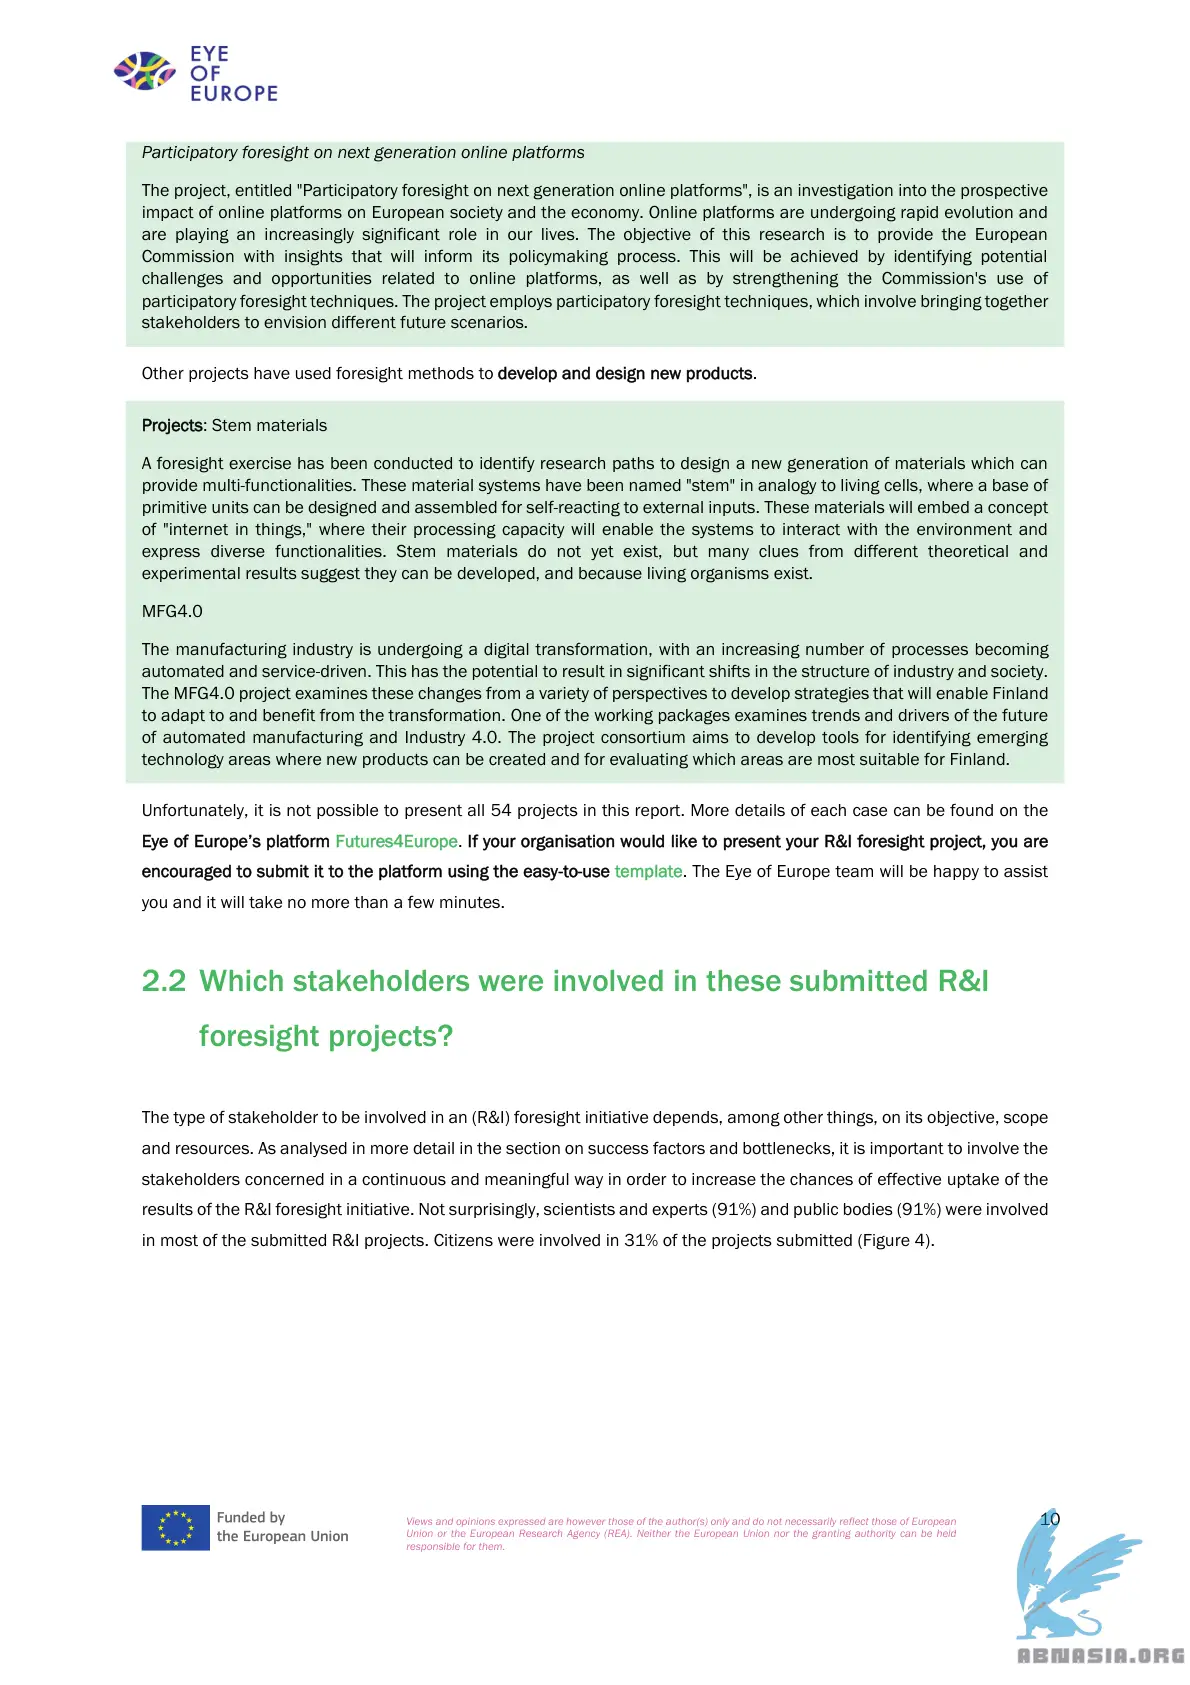 EYE
OF
EUROPE
Participatory foresight on next generation online platforms
The project, entitled "Participatory foresight on next generation online platforms", is an investigation into the prospective
impact of online platforms on European society and the economy. Online platforms are undergoing rapid evolution and
are playing an increasingly significant role in our lives. The objective of this research is to provide the European
Commission with insights that will inform its policymaking process. This will be achieved by identifying potential
challenges and opportunities related to online platforms, as well as by strengthening the Commission's use of
participatory foresight techniques. The project employs participatory foresight techniques, which involve bringing together
stakeholders to envision different future scenarios.
Other projects have used foresight methods to develop and design new products.
Projects: Stem materials
A foresight exercise has been conducted to identify research paths to design a new generation of materials which can
provide multi-functionalities. These material systems have been named "stem" in analogy to living cells, where a base of
primitive units can be designed and assembled for self-reacting to external inputs. These materials will embed a concept
of "internet in things," where their processing capacity will enable the systems to interact with the environment and
express diverse functionalities. Stem materials do not yet exist, but many clues from different theoretical and
experimental results suggest they can be developed, and because living organisms exist.
MFG4.0
The manufacturing industry is undergoing a digital transformation, with an increasing number of processes becoming
automated and service-driven. This has the potential to result in significant shifts in the structure of industry and society.
The MFG4.0 project examines these changes from a variety of perspectives to develop strategies that will enable Finland
to adapt to and benefit from the transformation. One of the working packages examines trends and drivers of the future
of automated manufacturing and Industry 4.0. The project consortium aims to develop tools for identifying emerging
technology areas where new products can be created and for evaluating which areas are most suitable for Finland.
Unfortunately, it is not possible to present all 54 projects in this report. More details of each case can be found on the
Eye of Europe’s platform Futures4Europe. If your organisation would like to present your R&I foresight project, you are
encouraged to submit it to the platform using the easy-to-use template. The Eye of Europe team will be happy to assist
you and it will take no more than a few minutes.
2.2 Which stakeholders were involved in these submitted R&I
foresight projects?
The type of stakeholder to be involved in an (R&I) foresight initiative depends, among other things, on its objective, scope
and resources. As analysed in more detail in the section on success factors and bottlenecks, it is important to involve the
stakeholders concerned in a continuous and meaningful way in order to increase the chances of effective uptake of the
results of the R&I foresight initiative. Not surprisingly, scientists and experts (91%) and public bodies (91%) were involved
in most of the submitted R&I projects. Citizens were involved in 31% of the projects submitted (Figure 4).
Funded by
the European Union
Views and opinions expressed are however those of the author(s) only and do not necessarily reflect those of European
Union or the European Research Agency (REA). Neither the European Union nor the granting authority can be held
responsible for them.
10
ABNASIA.ORG